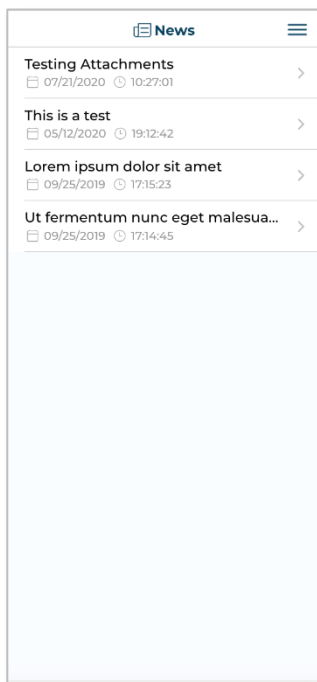 News
Testing Attachments
07/21/2020 10:27:01
This is a test
05/12/2020 19:12:42
Lorem ipsum dolor sit amet
09/25/2019 17:15:23
Ut fermentum nunc eget malesua...
09/25/2019 17:14:45